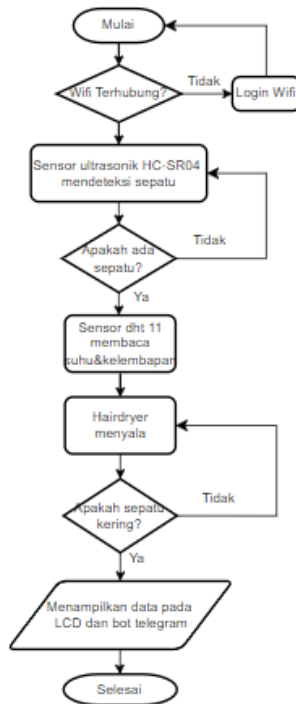 Mulai
Wifi Terhubung?
Tidak
Login Wifi
Sensor ultrasonik HC-SR04
mendeteksi sepatu
Apakah ada
sepatu?
Tidak
Ya
Sensor dht 11
membaca
suhu&kelembapan
Hairdryer
menyala
Apakah sepatu
kering?
Tidak
Ya
Menampilkan data pada
LCD dan bot telegram
Selesai